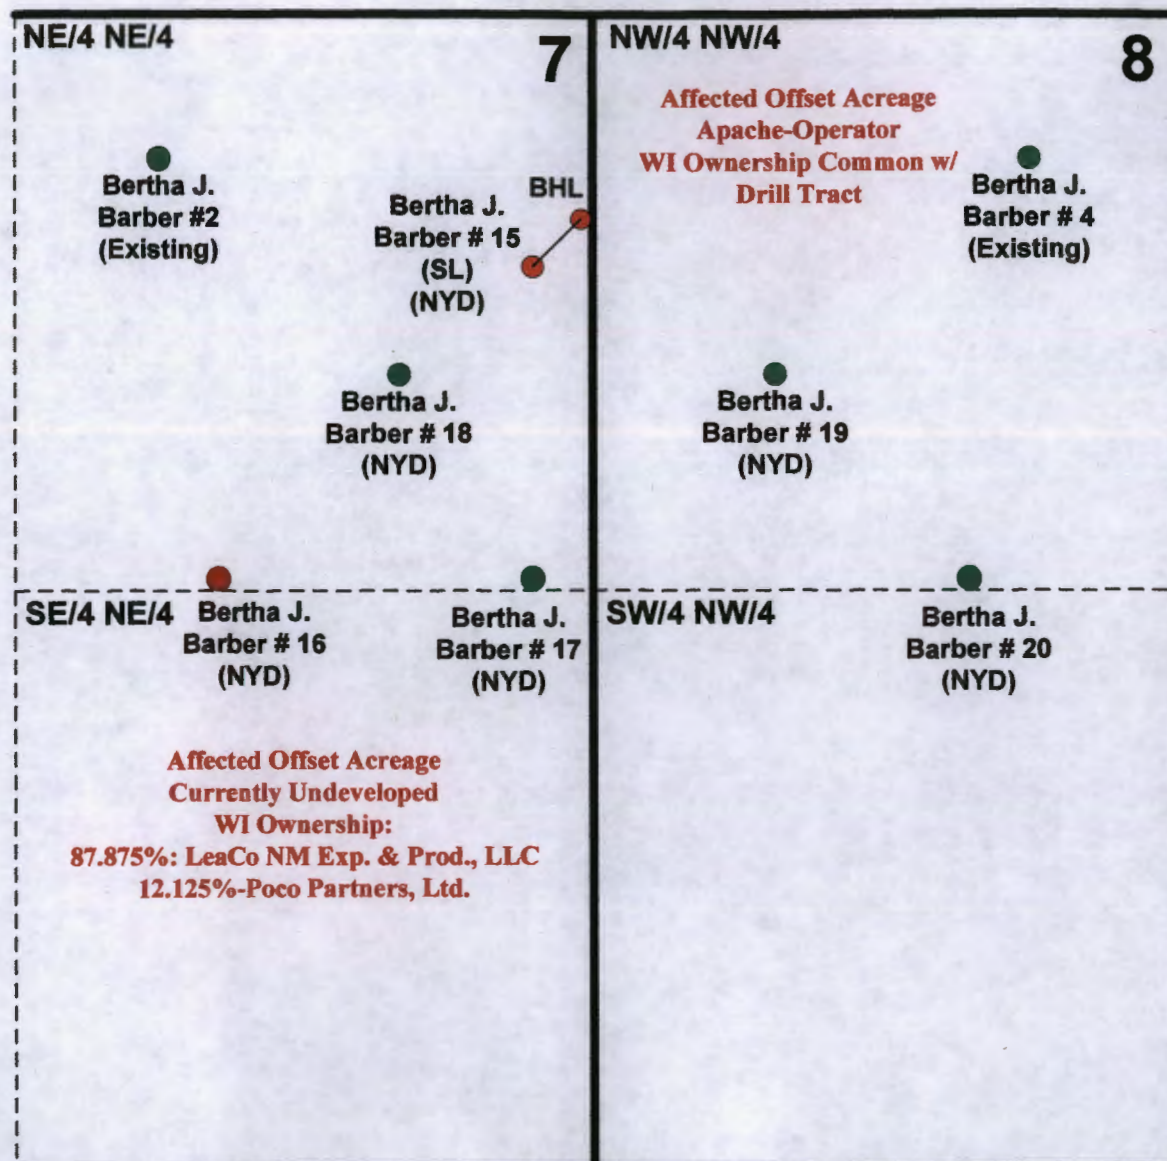 NE/4 NE/4
7
NW/4 NW/4
8
Affected Offset Acreage
Apache-Operator
WI Ownership Common w/
Drill Tract
Bertha J.
Barber #2
(Existing)
Bertha J.
Barber # 15
(SL)
(NYD)
BHL
Bertha J.
Barber # 4
(Existing)
Bertha J.
Barber # 18
(NYD)
Bertha J.
Barber # 19
(NYD)
SE/4 NE/4
Bertha J.
Barber # 16
(NYD)
Bertha J.
Barber # 17
(NYD)
SW/4 NW/4
Bertha J.
Barber # 20
(NYD)
Affected Offset Acreage
Currently Undeveloped
WI Ownership:
87.875%: LeaCo NM Exp. & Prod., LLC
12.125%-Poco Partners, Ltd.